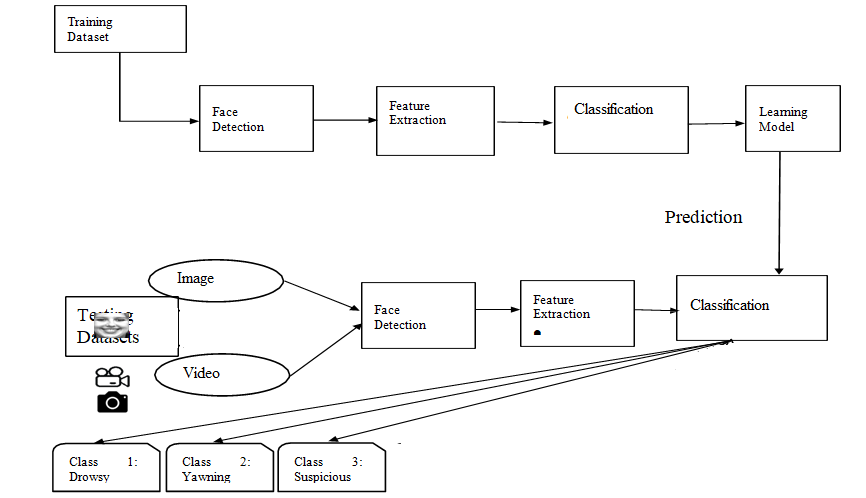 Training
Dataset
Face
Detection
Feature
Extraction
Classification
Learning
Model
Prediction
Image
Testing
Datasets
Video
Face
Detection
Feature
Extraction
Classification
Class 1:
Drowsy
Class 2:
Yawning
Class 3:
Suspicious